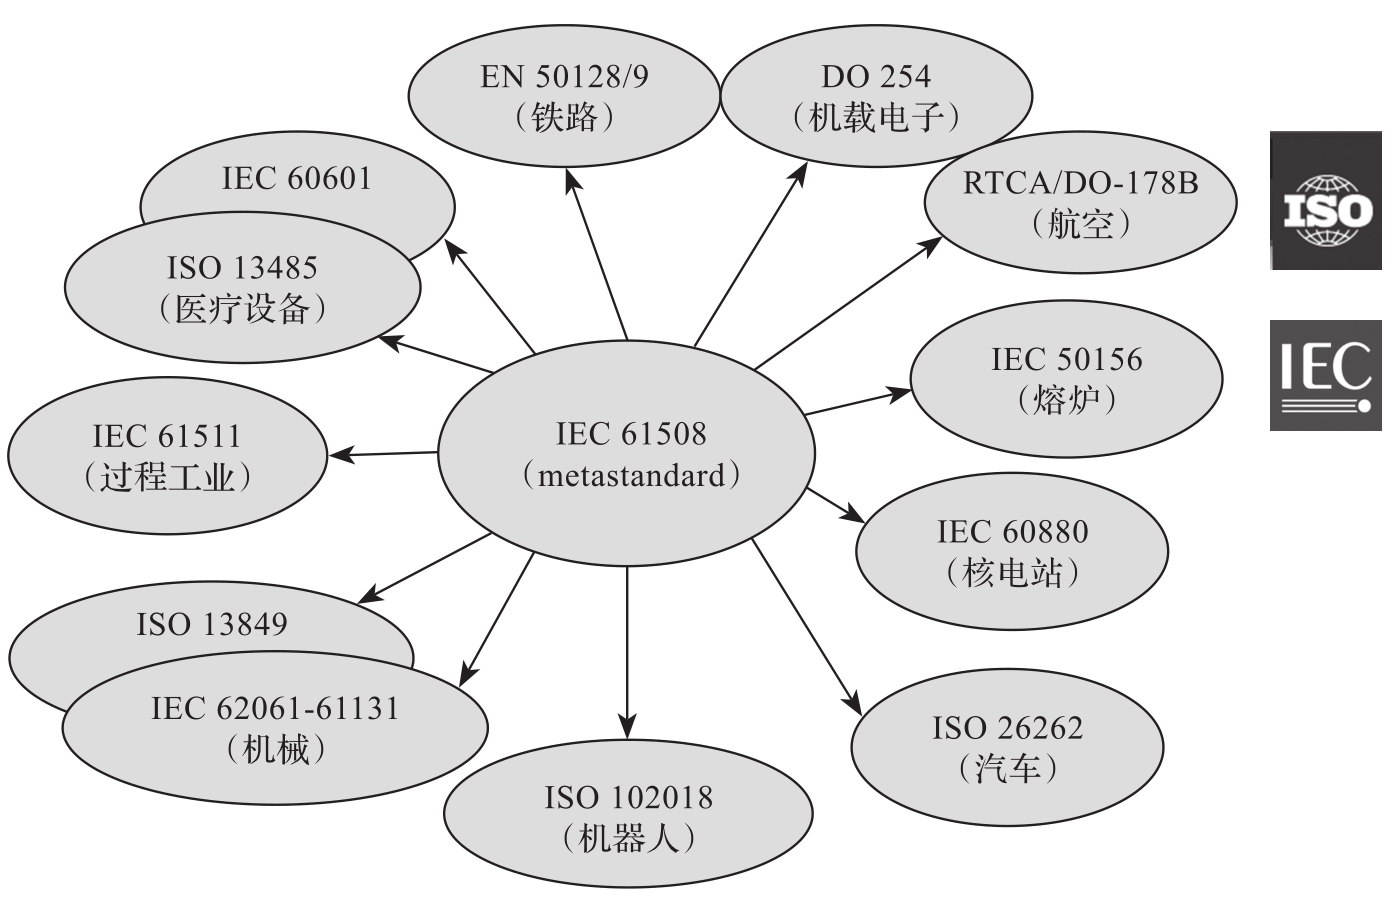 EN 50128/9
（铁路）
DO 254
（机载电子）
IEC 60601
RTCA/DO-178B
（航空）
ISO
ISO 13485
（医疗设备）
IEC 50156
（熔炉）
IEC
IEC 61511
（过程工业）
IEC 61508
（metastandard）
IEC 60880
（核电站）
ISO 13849
IEC 62061-61131
（机械）
ISO 26262
（汽车）
ISO 102018
（机器人）